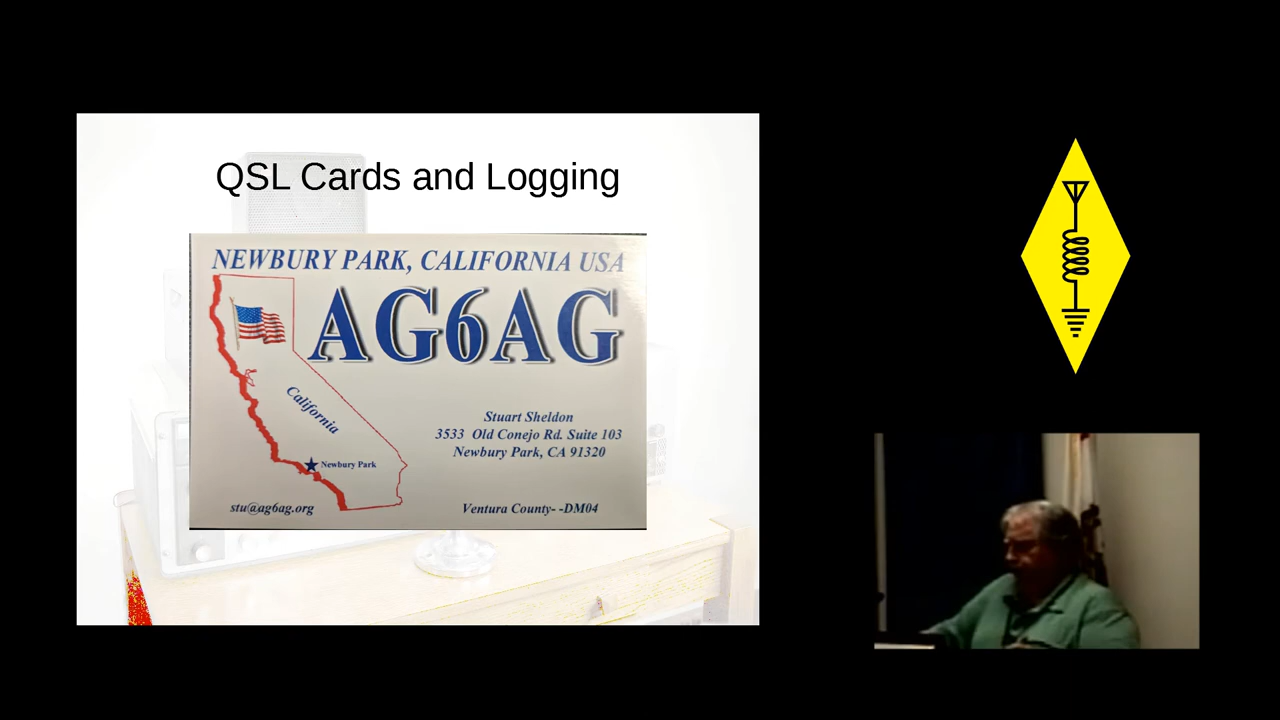 QSL Cards and Logging
NEWBURY PARK, CALIFORNIA USA
AG6AG
California
Stuart Sheldon
3533 Old Conejo Rd. Suite 103
Newbury Park, CA 91320
Newbury Park
stu@ag6ag.org
Ventura County- -DM04